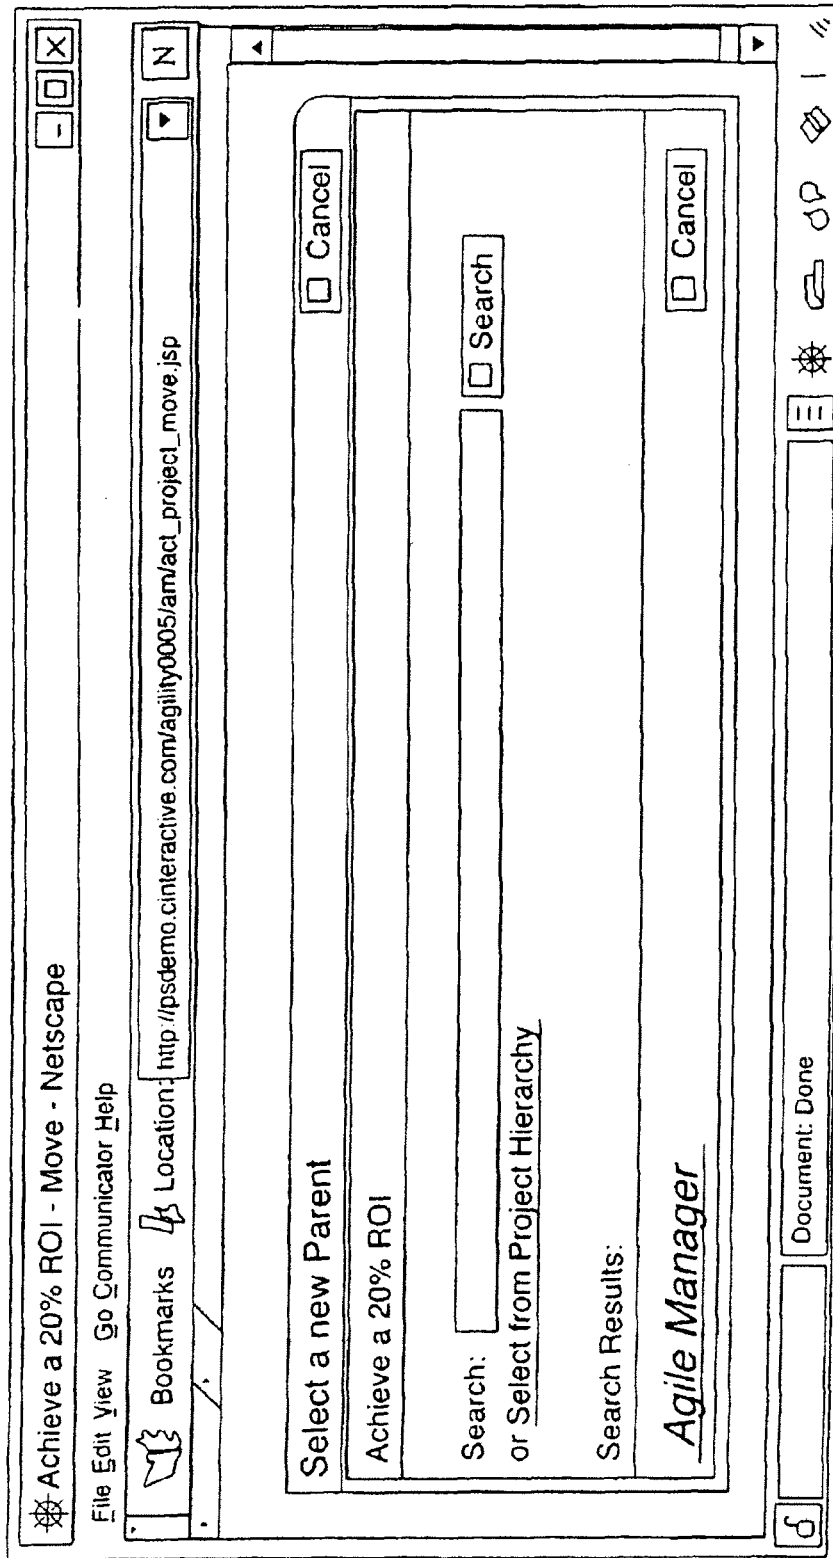 Achieve a 20% ROI - Move - Netscape
File Edit View Go Communicator Help
Bookmarks Location: http://psdemo.cinteractive.com/agility0005/am/act_project_move.jsp N
Select a new Parent Cancel
Achieve a 20% ROI
Search: Search
or Select from Project Hierarchy
Search Results:
Agile Manager Cancel
Document: Done